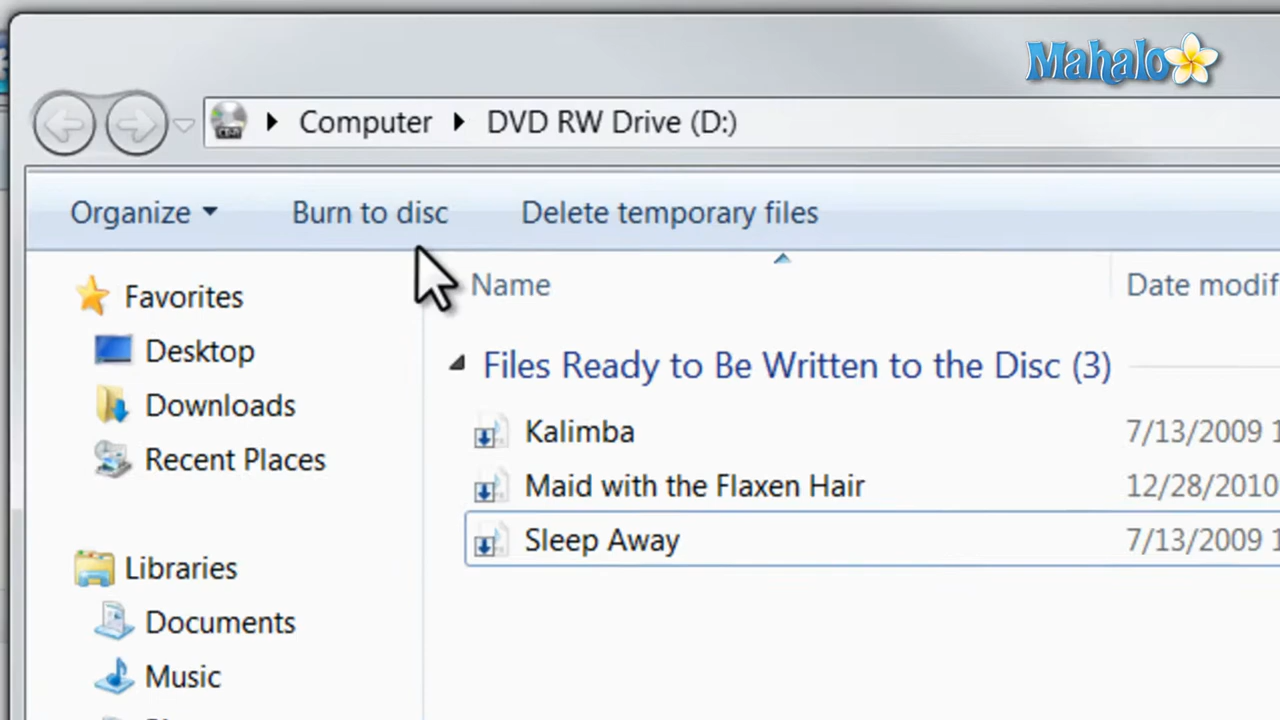 Mahalo
Computer DVD RW Drive (D:)
Organize Burn to disc Delete temporary files
Favorites
Desktop
Downloads
Recent Places
Libraries
Documents
Music
Name Date modif
Files Ready to Be Written to the Disc (3)
Kalimba 7/13/2009 1
Maid with the Flaxen Hair 12/28/2010
Sleep Away 7/13/2009 1